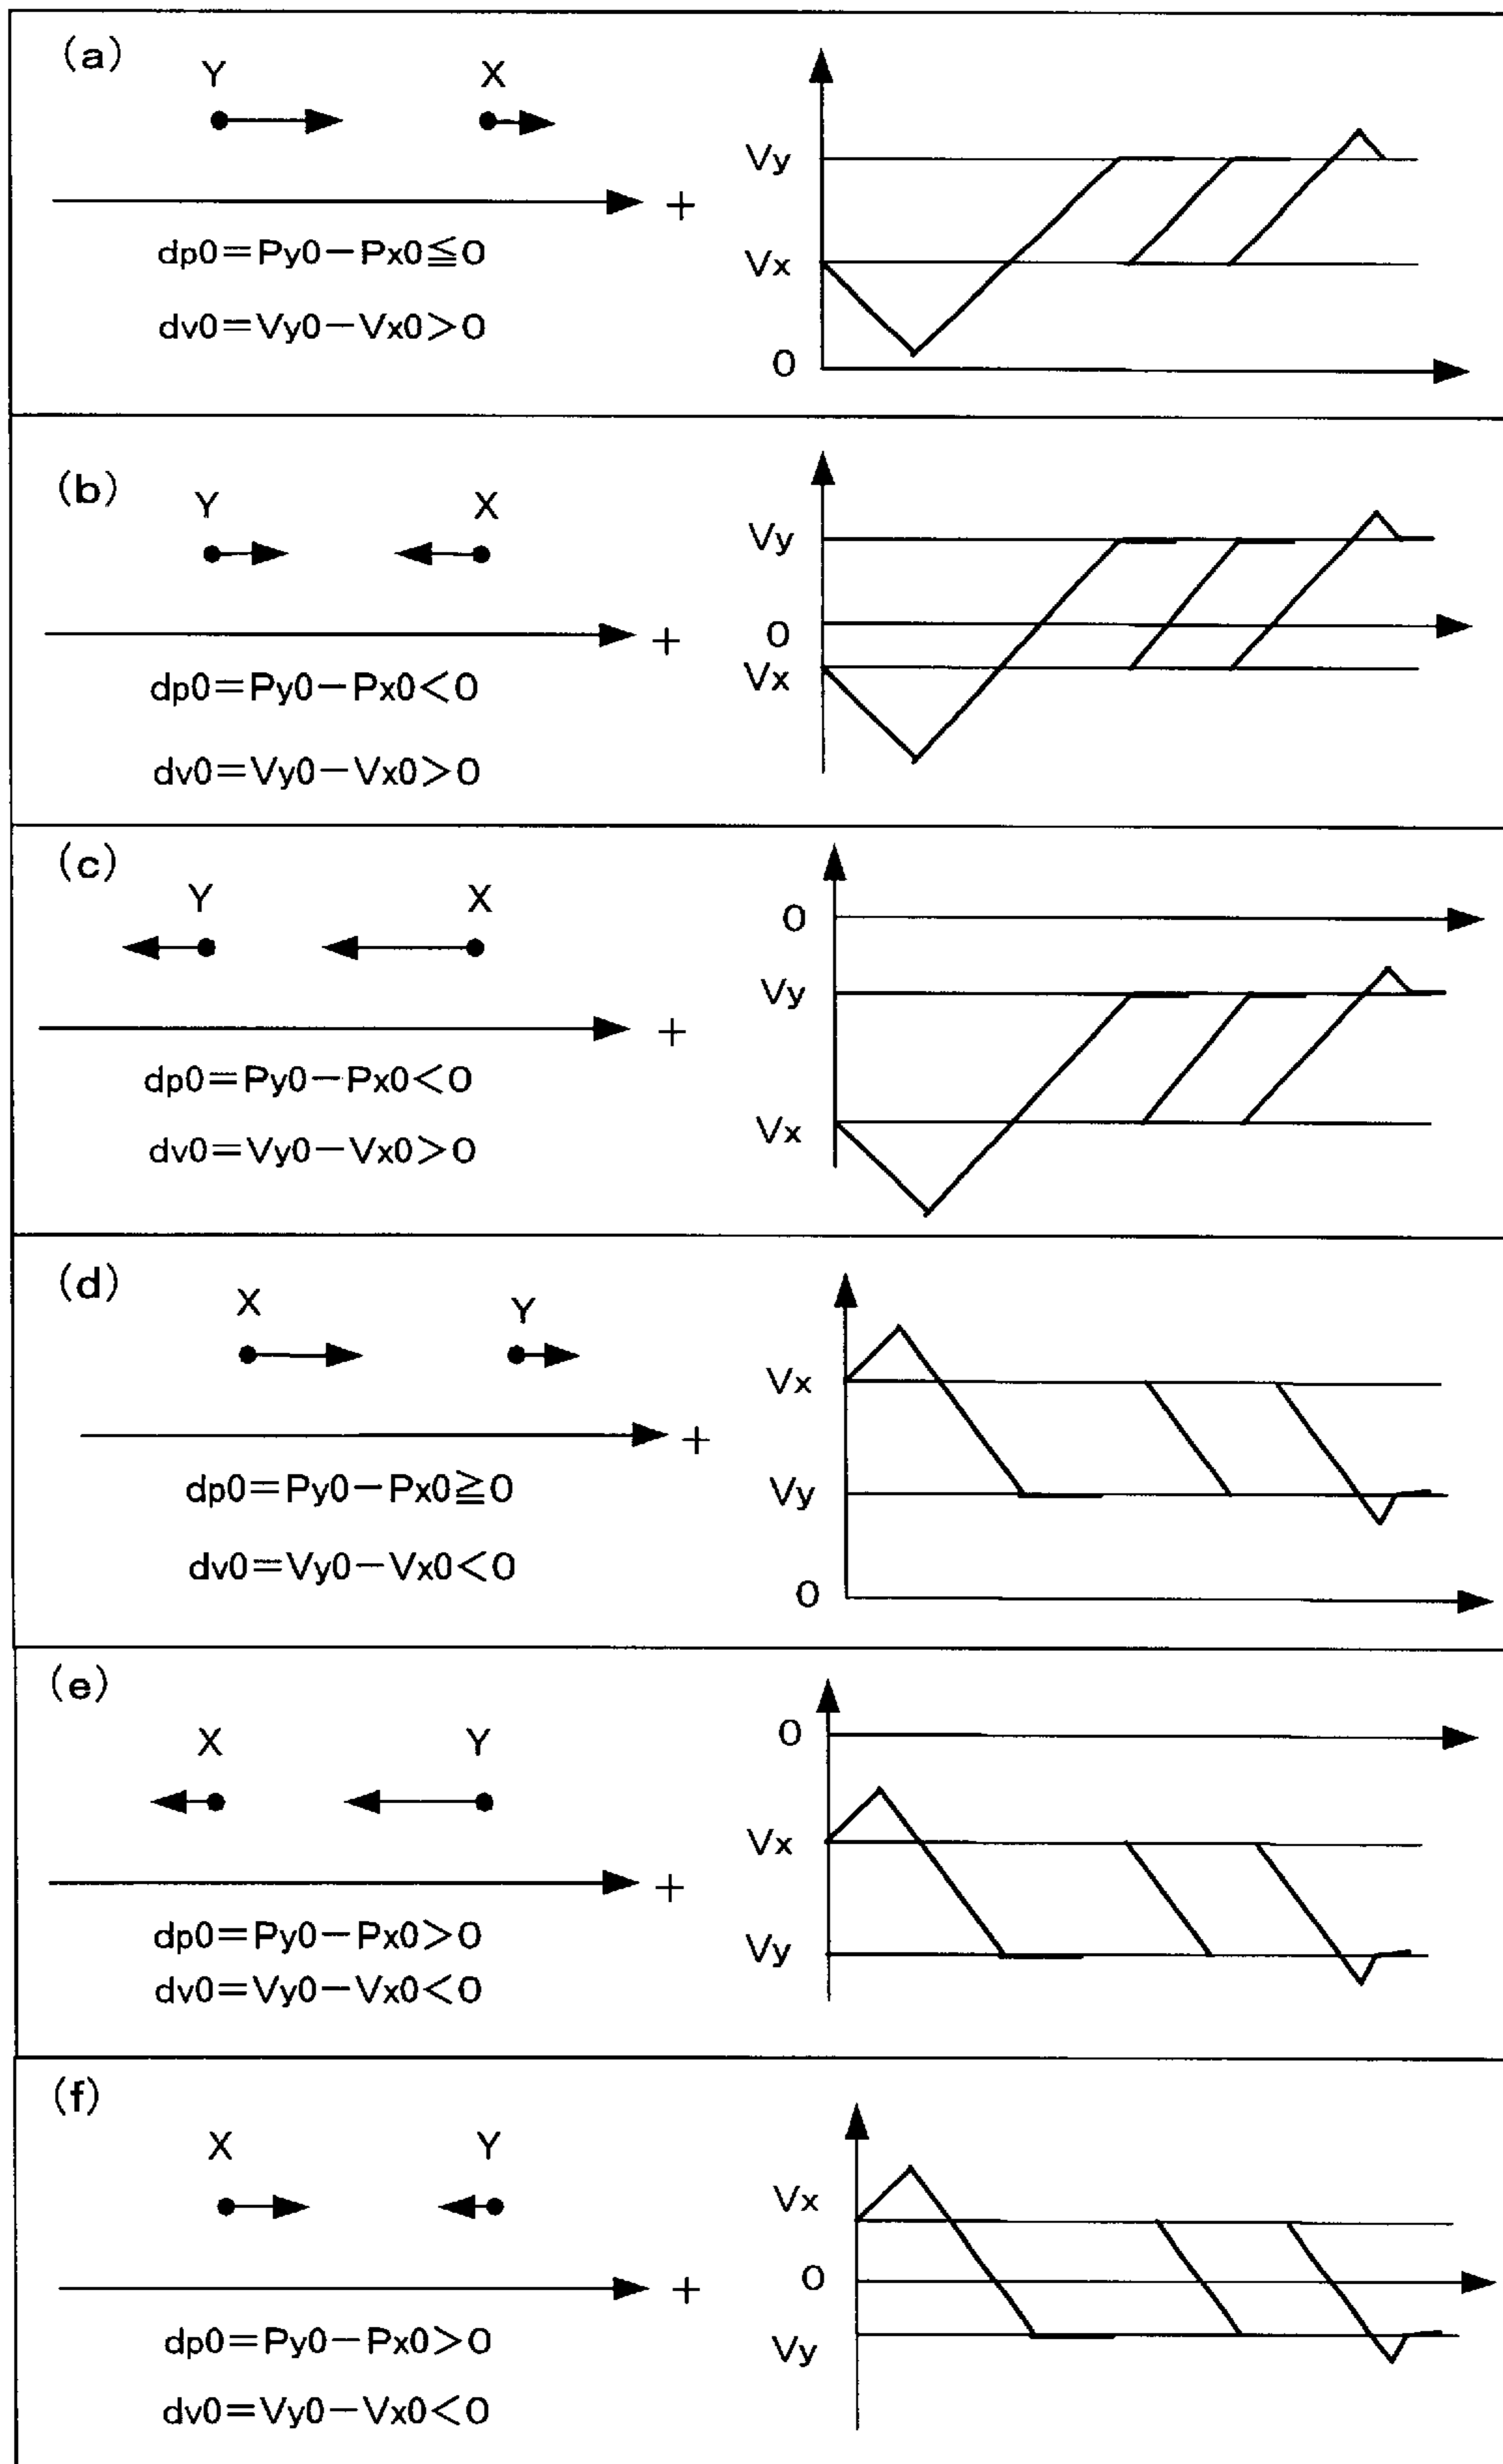 (a)
Y X
+
dp0=Py0−Px0≦0
dv0=Vy0−Vx0>0
Vy
Vx
0
(b)
Y X
+
dp0=Py0−Px0<0
dv0=Vy0−Vx0>0
Vy
0
Vx
(c)
Y X
+
dp0=Py0−Px0<0
dv0=Vy0−Vx0>0
0
Vy
Vx
(d)
X Y
+
dp0=Py0−Px0≧0
dv0=Vy0−Vx0<0
Vx
Vy
0
(e)
X Y
+
dp0=Py0−Px0>0
dv0=Vy0−Vx0<0
0
Vx
Vy
(f)
X Y
+
dp0=Py0−Px0>0
dv0=Vy0−Vx0<0
Vx
0
Vy